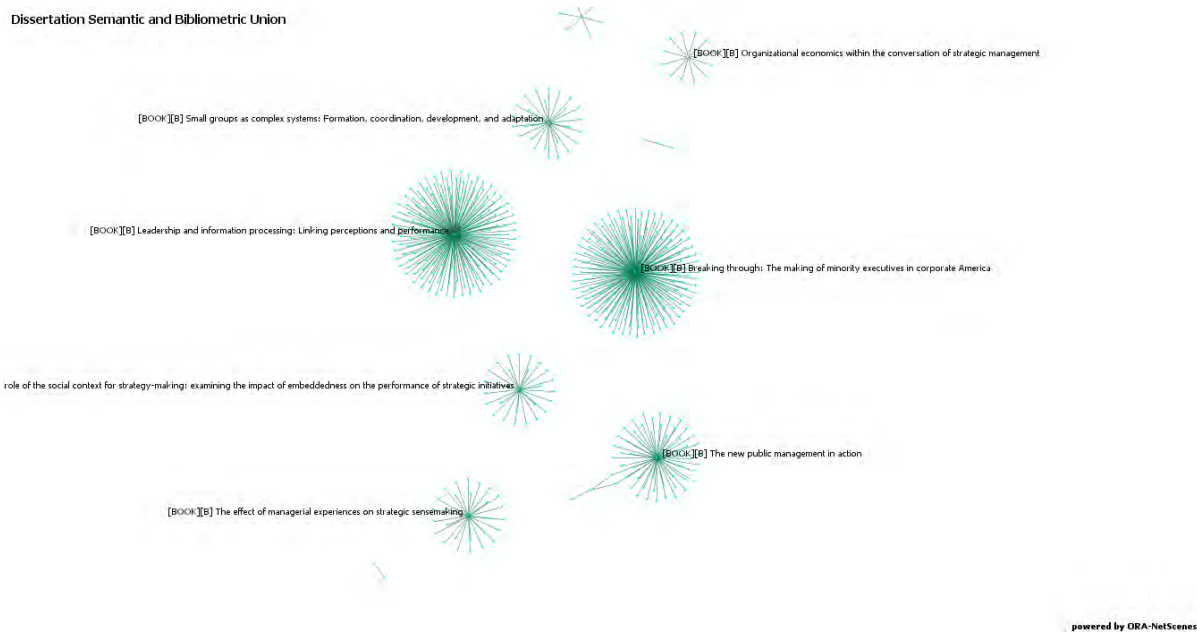 Dissertation Semantic and Bibliometric Union
[BOOK][B] Organizational economics within the conversation of strategic management
[BOOK][B] Small groups as complex systems: Formation, coordination, development, and adaptation
[BOOK][B] Leadership and information processing: Linking perceptions and performance
[BOOK][B] Breaking through: The making of minority executives in corporate America
role of the social context for strategy-making: examining the impact of embeddedness on the performance of strategic initiatives
[BOOK][B] The new public management in action
[BOOK][B] The effect of managerial experiences on strategic sensemaking
powered by ORA-NetScenes